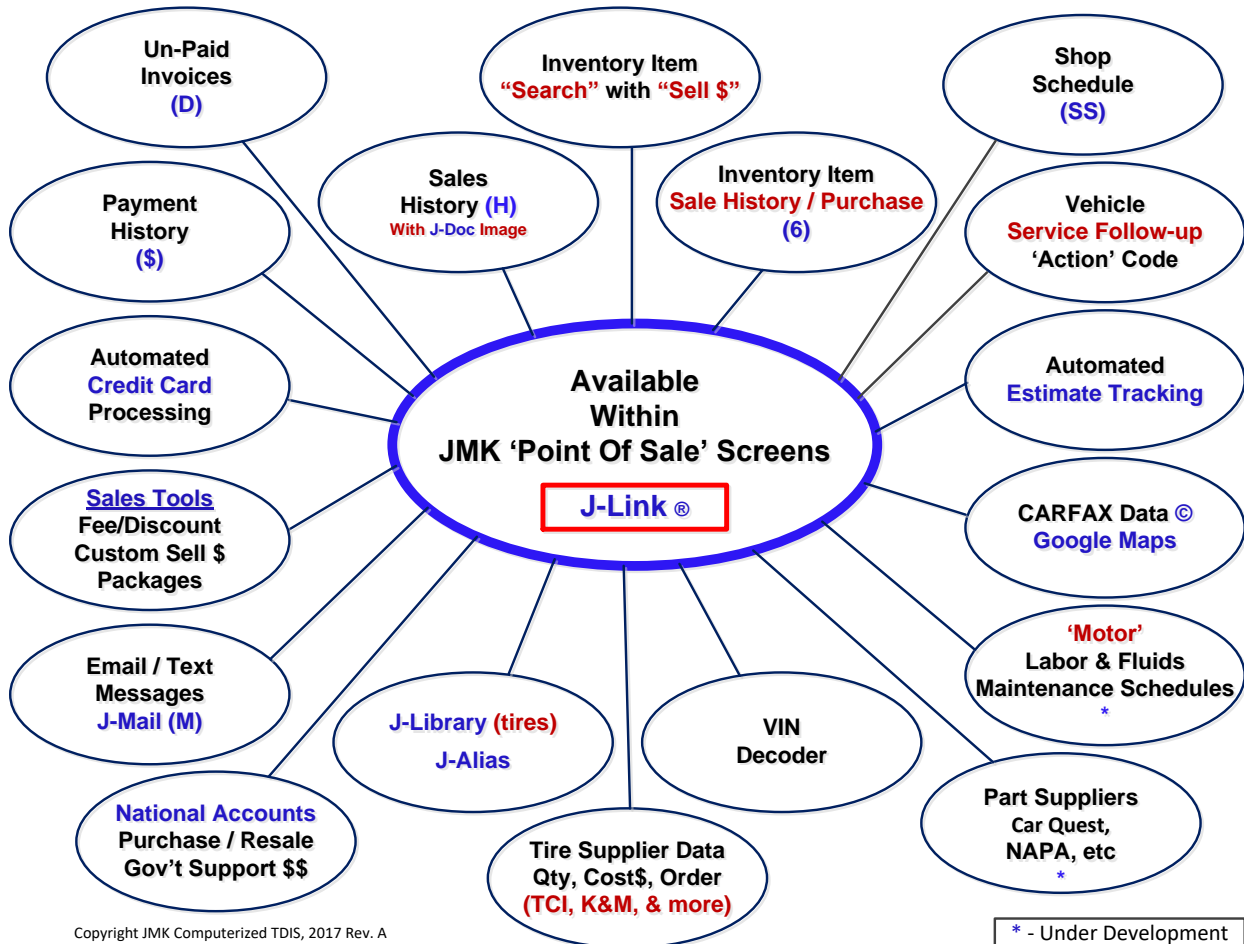 Un-Paid
Invoices
(D)
Inventory Item
“Search” with “Sell $”
Shop
Schedule
(SS)
Payment
History
($)
Sales
History (H)
With J-Doc Image
Inventory Item
Sale History / Purchase
(6)
Vehicle
Service Follow-up
‘Action’ Code
Automated
Credit Card
Processing
Available
Within
JMK ‘Point Of Sale’ Screens
J-Link ®
Automated
Estimate Tracking
Sales Tools
Fee/Discount
Custom Sell $
Packages
CARFAX Data ©
Google Maps
Email / Text
Messages
J-Mail (M)
J-Library (tires)
J-Alias
VIN
Decoder
‘Motor’
Labor & Fluids
Maintenance Schedules
*
National Accounts
Purchase / Resale
Gov’t Support $$
Tire Supplier Data
Qty, Cost$, Order
(TCI, K&M, & more)
Part Suppliers
Car Quest,
NAPA, etc
*
Copyright JMK Computerized TDIS, 2017 Rev. A
* - Under Development